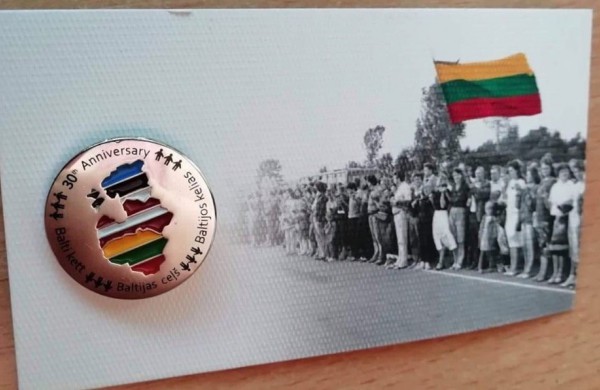 30th Anniversary
Baltijos kelias
Baltijas ceļš
Balti kett